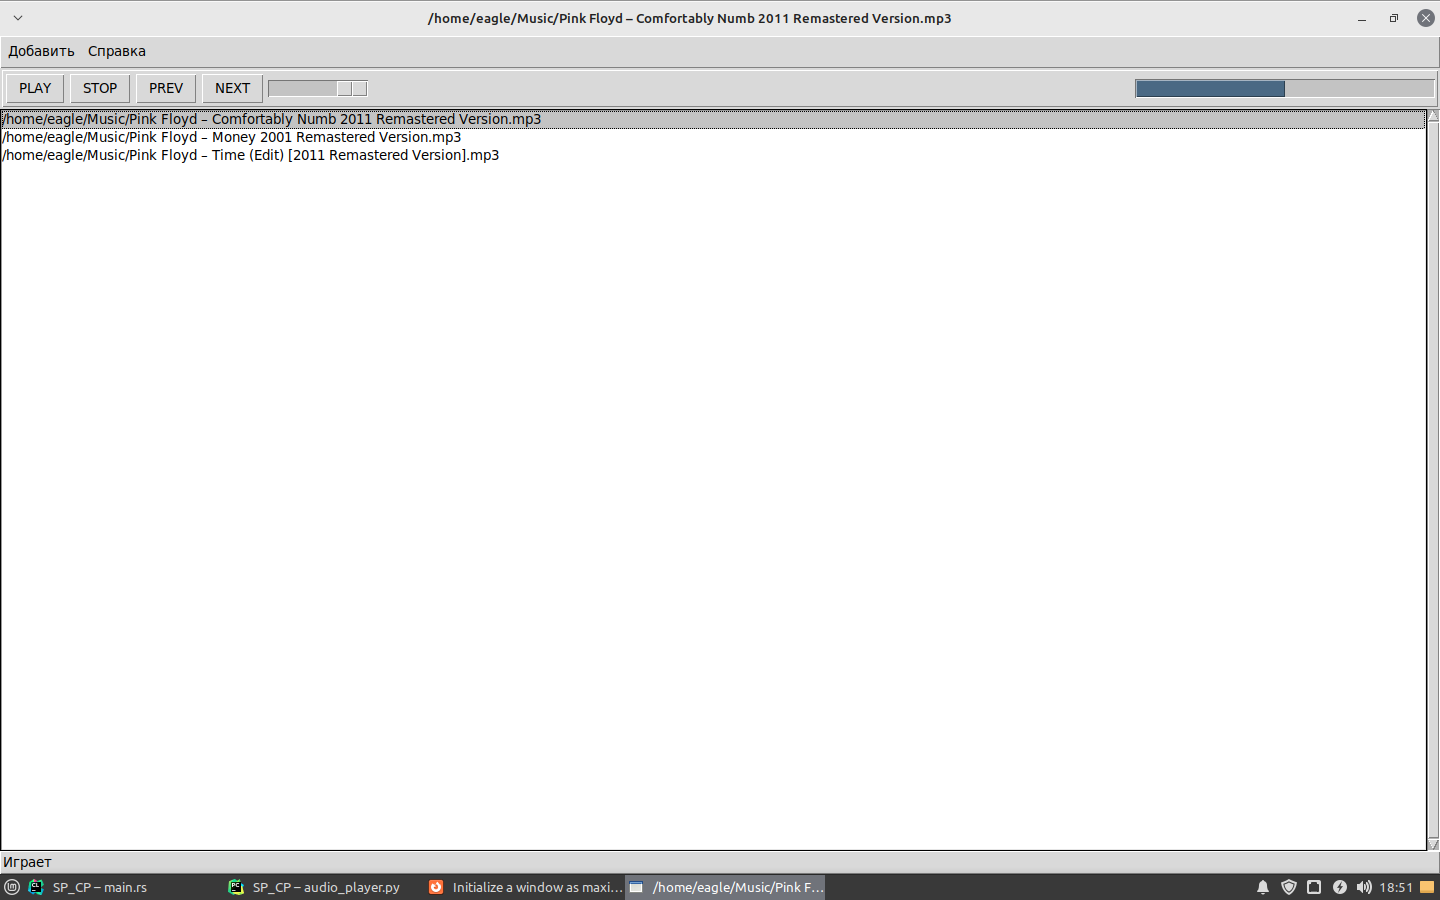 /home/eagle/Music/Pink Floyd – Comfortably Numb 2011 Remastered Version.mp3
Добавить Справка
PLAY STOP PREV NEXT
/home/eagle/Music/Pink Floyd – Comfortably Numb 2011 Remastered Version.mp3
/home/eagle/Music/Pink Floyd – Money 2001 Remastered Version.mp3
/home/eagle/Music/Pink Floyd – Time (Edit) [2011 Remastered Version].mp3
Играет
SP_CP – main.rs SP_CP – audio_player.py Initialize a window as maxi... /home/eagle/Music/Pink F... 18:51